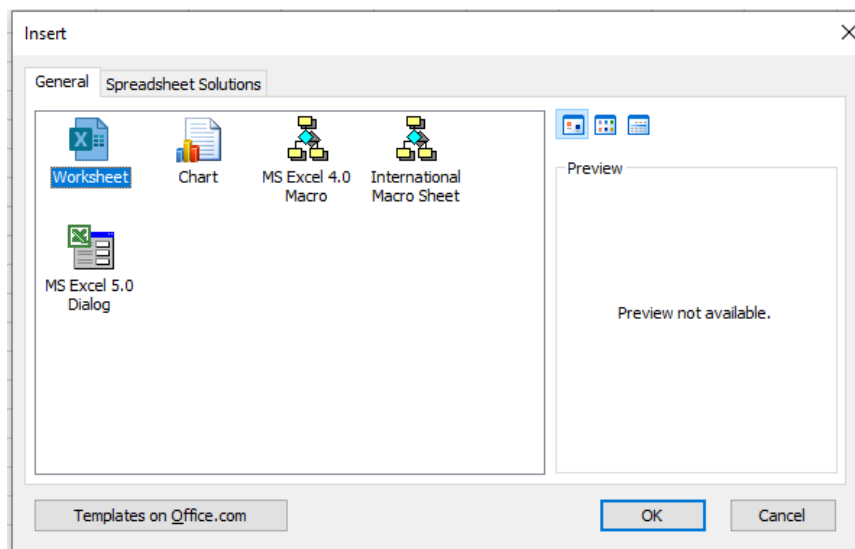 Insert
General
Spreadsheet Solutions
Worksheet
Chart
MS Excel 4.0
Macro
International
Macro Sheet
MS Excel 5.0
Dialog
Preview
Preview not available.
Templates on Office.com
OK
Cancel